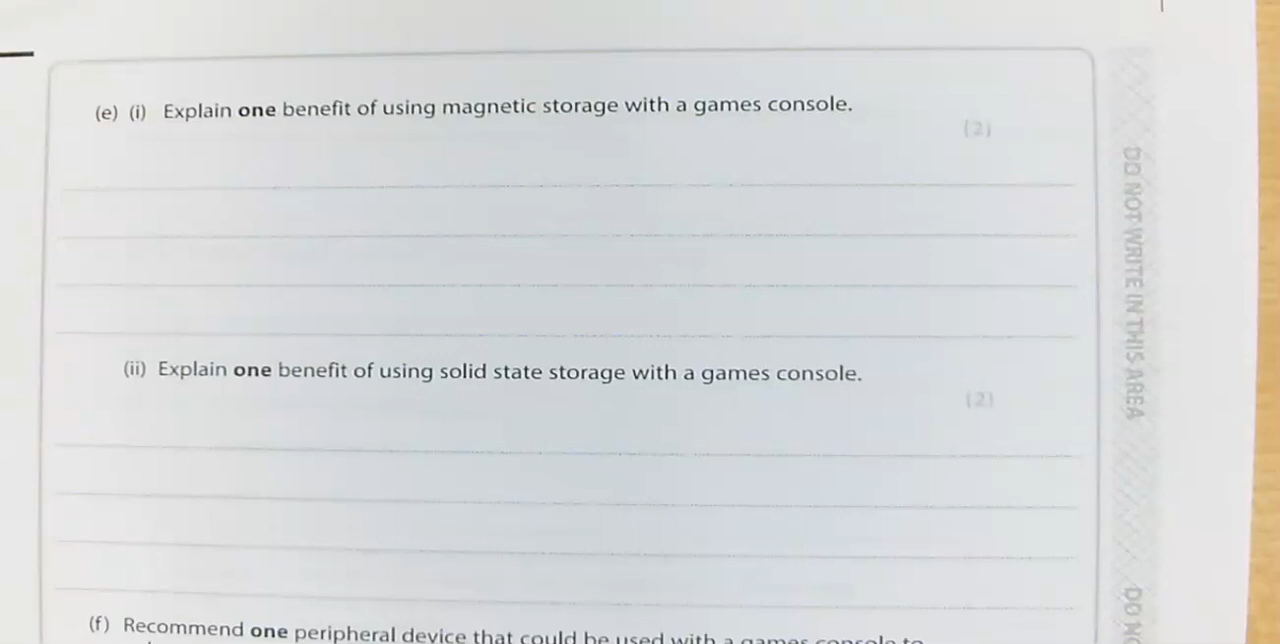 (e) (i) Explain one benefit of using magnetic storage with a games console.
(2)
(ii) Explain one benefit of using solid state storage with a games console.
(2)
(f) Recommend one peripheral device that could be used with a games console to
DO NOT WRITE IN THIS AREA
DO NO